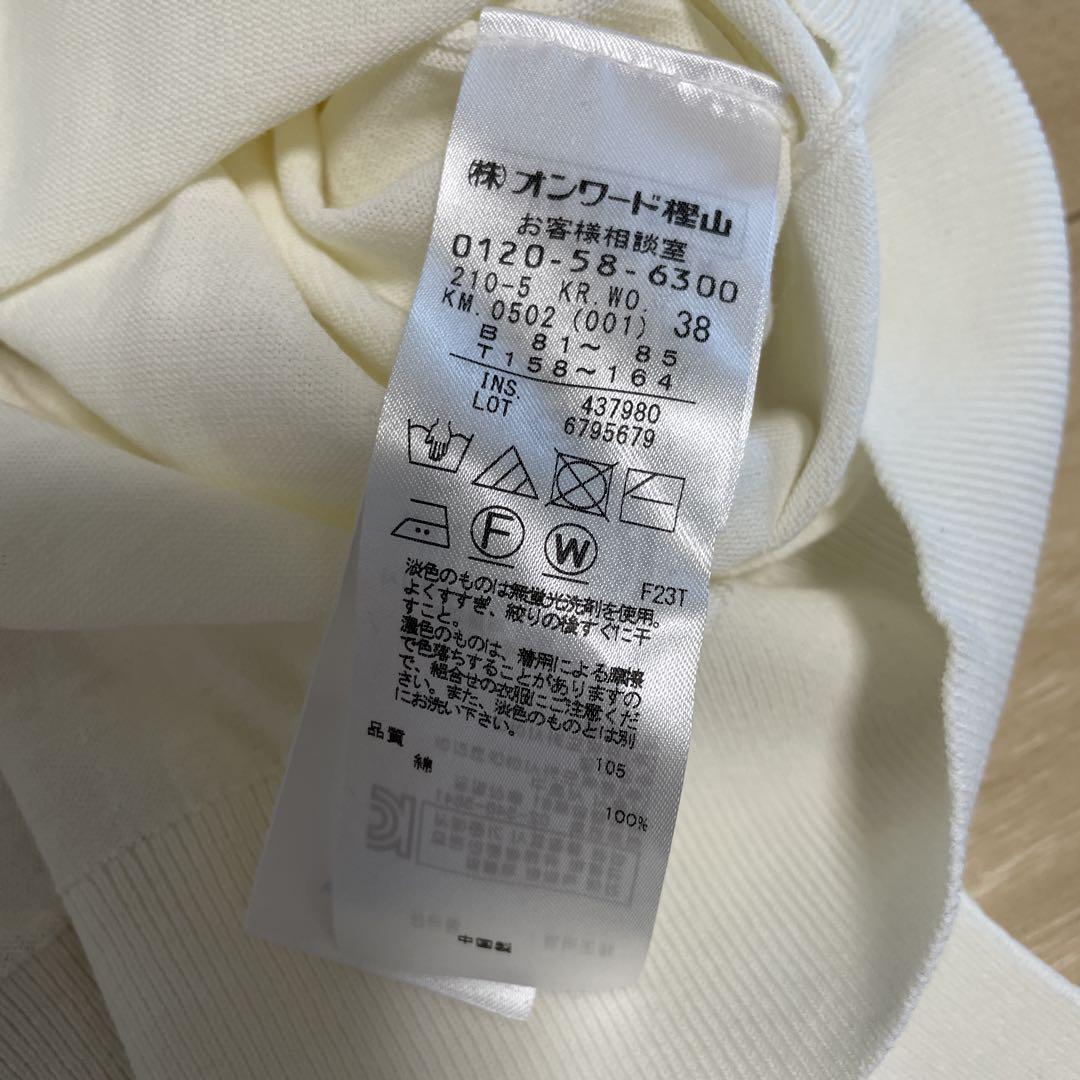 ㈱オンワード樫山
お客様相談室
0120-58-6300
210-5 KR.WO.
KM.0502(001) 38
B 81～ 85
T 158～164
INS. 437980
LOT 6795679
F W
F23T
淡色のものは無蛍光洗剤を使用。
よくすすぎ、絞りの後すぐに干
すこと。
濃色のものは、着用による摩擦
で色落ちすることがありますの
で、組合せの衣服にご注意くだ
さい。また、淡色のものとは別
にお洗い下さい。
品質 105
綿 100%
中国製